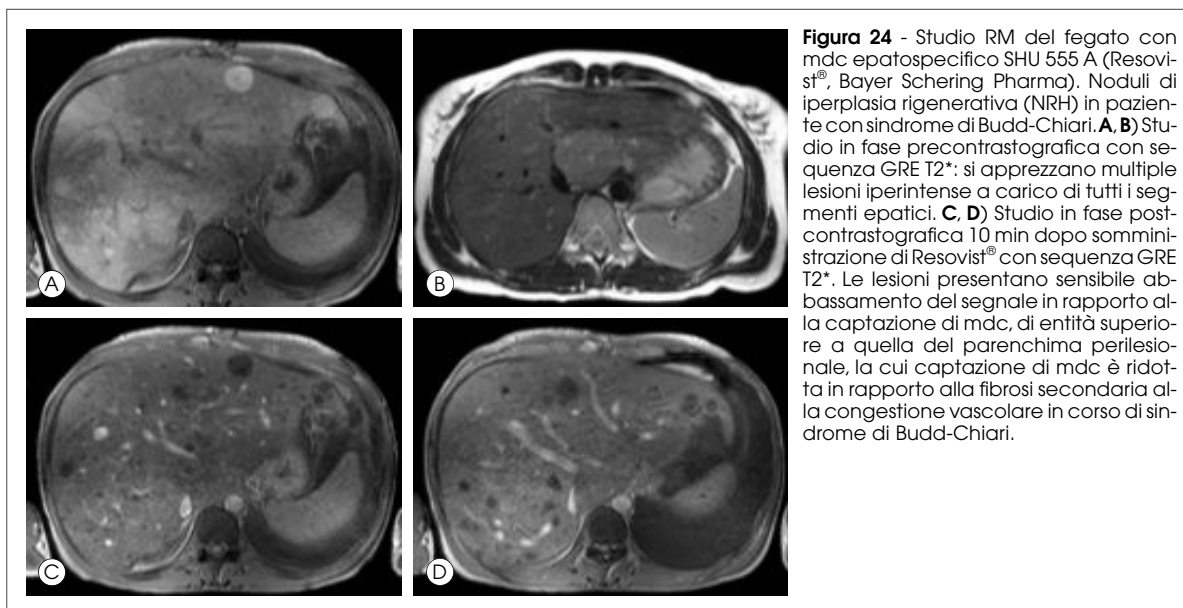 Figura 24 - Studio RM del fegato con
mdc epatospecifico SHU 555 A (Resovi-
st®, Bayer Schering Pharma). Noduli di
iperplasia rigenerativa (NRH) in pazien-
te con sindrome di Budd-Chiari. A, B) Stu-
dio in fase precontrastografica con se-
quenza GRE T2*: si apprezzano multiple
lesioni iperintense a carico di tutti i seg-
menti epatici. C, D) Studio in fase post-
contrastografica 10 min dopo sommini-
strazione di Resovist® con sequenza GRE
T2*. Le lesioni presentano sensibile ab-
bassamento del segnale in rapporto al-
la captazione di mdc, di entità superio-
re a quella del parenchima perilesio-
nale, la cui captazione di mdc è ridot-
ta in rapporto alla fibrosi secondaria al-
la congestione vascolare in corso di sin-
drome di Budd-Chiari.
A
B
C
D